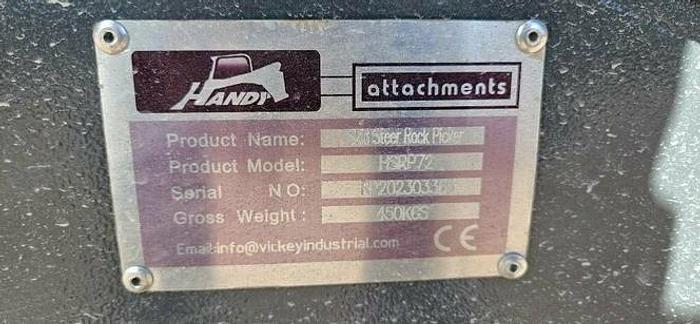 HANDY
attachments
Product Name: Skid Steer Rock Picker
Product Model: HSRP72
Serial NO:
Gross Weight: 450KGS
Email:info@vickeyindustrial.com
CE